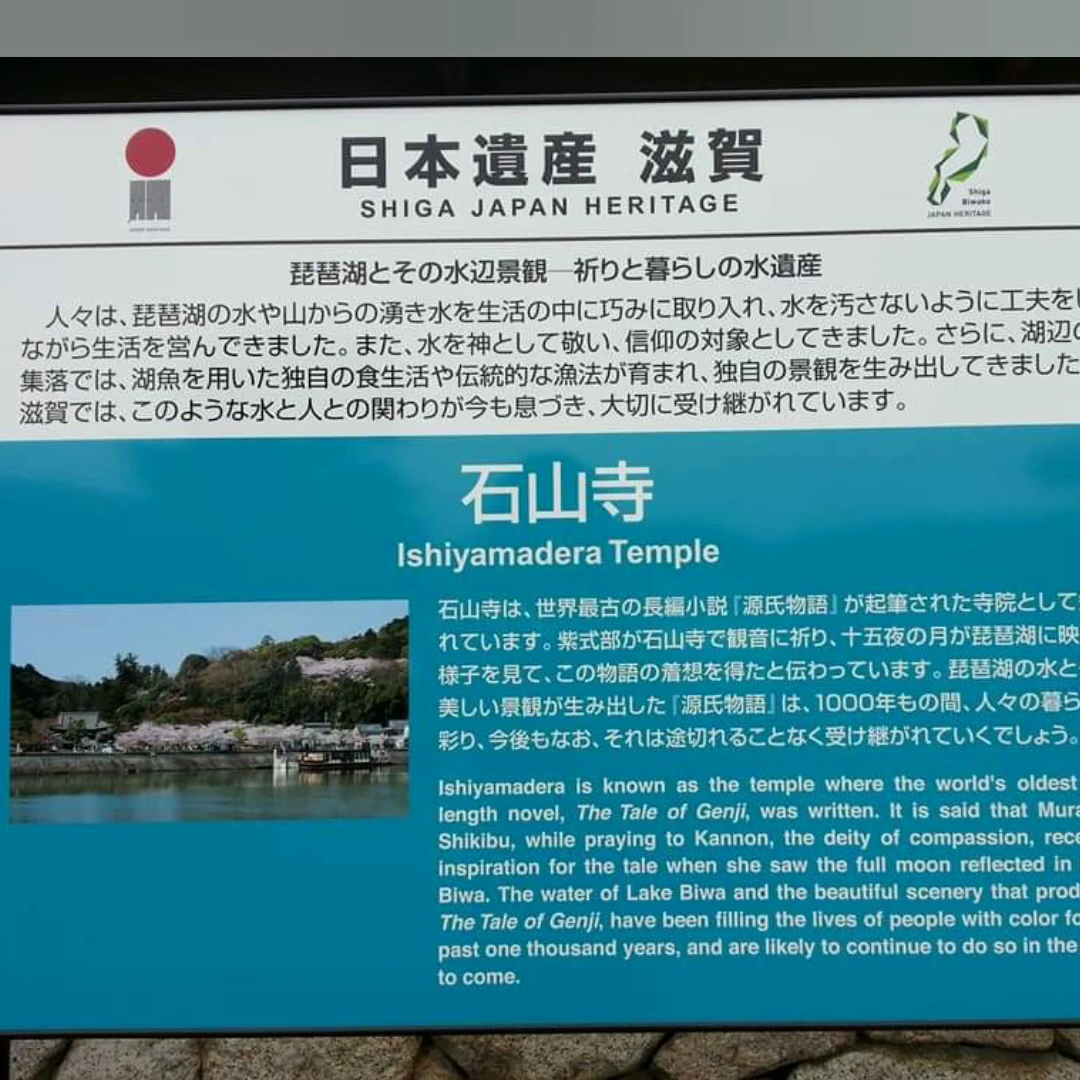 日本遺産 滋賀
SHIGA JAPAN HERITAGE
Shiga
Biwako
JAPAN HERITAGE
JAPAN HERITAGE
琵琶湖とその水辺景観―祈りと暮らしの水遺産
人々は、琵琶湖の水や山からの湧き水を生活の中に巧みに取り入れ、水を汚さないように工夫を
ながら生活を営んできました。また、水を神として敬い、信仰の対象としてきました。さらに、湖辺
集落では、湖魚を用いた独自の食生活や伝統的な漁法が育まれ、独自の景観を生み出してきました
滋賀では、このような水と人との関わりが今も息づき、大切に受け継がれています。
石山寺
Ishiyamadera Temple
石山寺は、世界最古の長編小説『源氏物語』が起筆された寺院として
れています。紫式部が石山寺で観音に祈り、十五夜の月が琵琶湖に映
様子を見て、この物語の着想を得たと伝わっています。琵琶湖の水と
美しい景観が生み出した『源氏物語』は、1000年もの間、人々の暮ら
彩り、今後もなお、それは途切れることなく受け継がれていくでしょう。
Ishiyamadera is known as the temple where the world's oldest
length novel, The Tale of Genji, was written. It is said that Mura
Shikibu, while praying to Kannon, the deity of compassion, rece
inspiration for the tale when she saw the full moon reflected in
Biwa. The water of Lake Biwa and the beautiful scenery that prod
The Tale of Genji, have been filling the lives of people with color fo
past one thousand years, and are likely to continue to do so in the
to come.